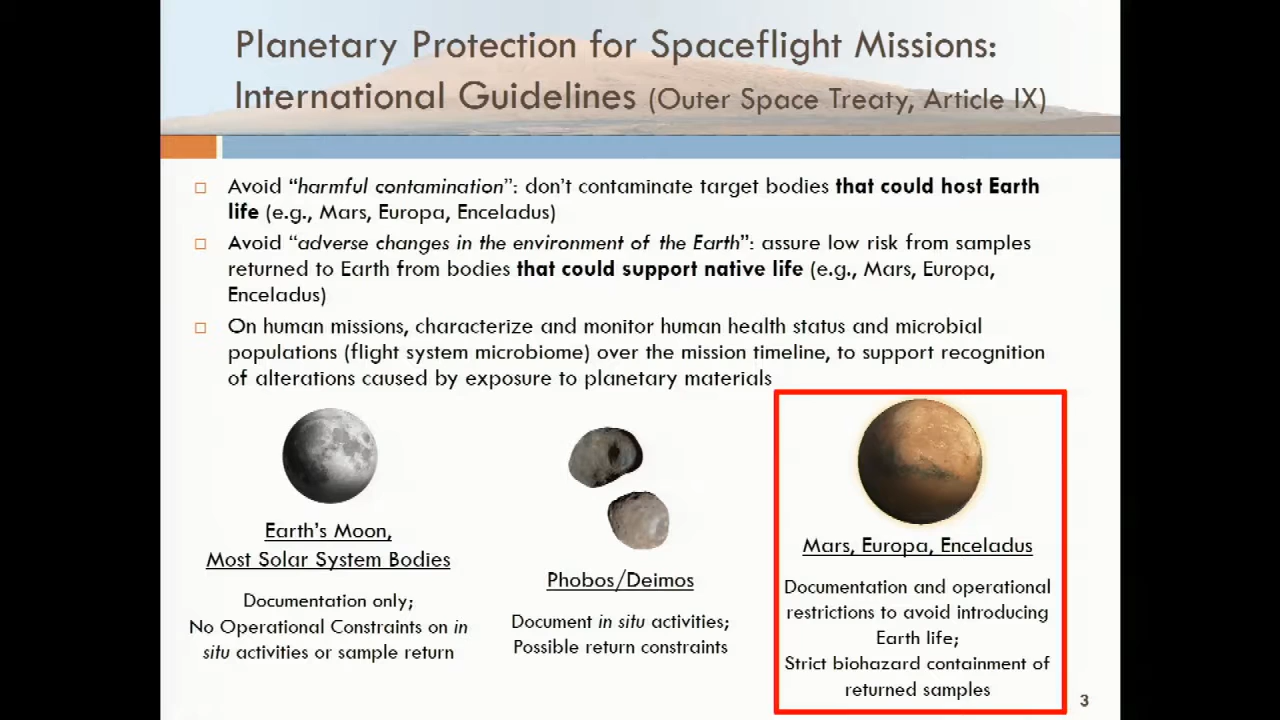 Planetary Protection for Spaceflight Missions:
International Guidelines (Outer Space Treaty, Article IX)
Avoid “harmful contamination”: don’t contaminate target bodies that could host Earth
life (e.g., Mars, Europa, Enceladus)
Avoid “adverse changes in the environment of the Earth”: assure low risk from samples
returned to Earth from bodies that could support native life (e.g., Mars, Europa,
Enceladus)
On human missions, characterize and monitor human health status and microbial
populations (flight system microbiome) over the mission timeline, to support recognition
of alterations caused by exposure to planetary materials
Earth’s Moon,
Most Solar System Bodies
Documentation only;
No Operational Constraints on in
situ activities or sample return
Phobos/Deimos
Document in situ activities;
Possible return constraints
Mars, Europa, Enceladus
Documentation and operational
restrictions to avoid introducing
Earth life;
Strict biohazard containment of
returned samples
3